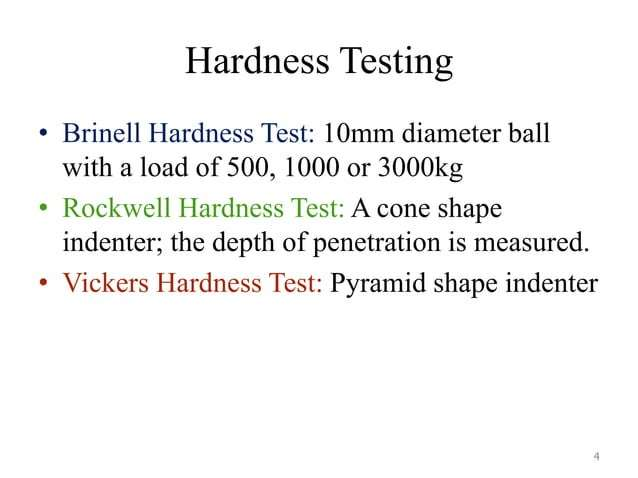 Hardness Testing
• Brinell Hardness Test: 10mm diameter ball
with a load of 500, 1000 or 3000kg
• Rockwell Hardness Test: A cone shape
indenter; the depth of penetration is measured.
• Vickers Hardness Test: Pyramid shape indenter
4